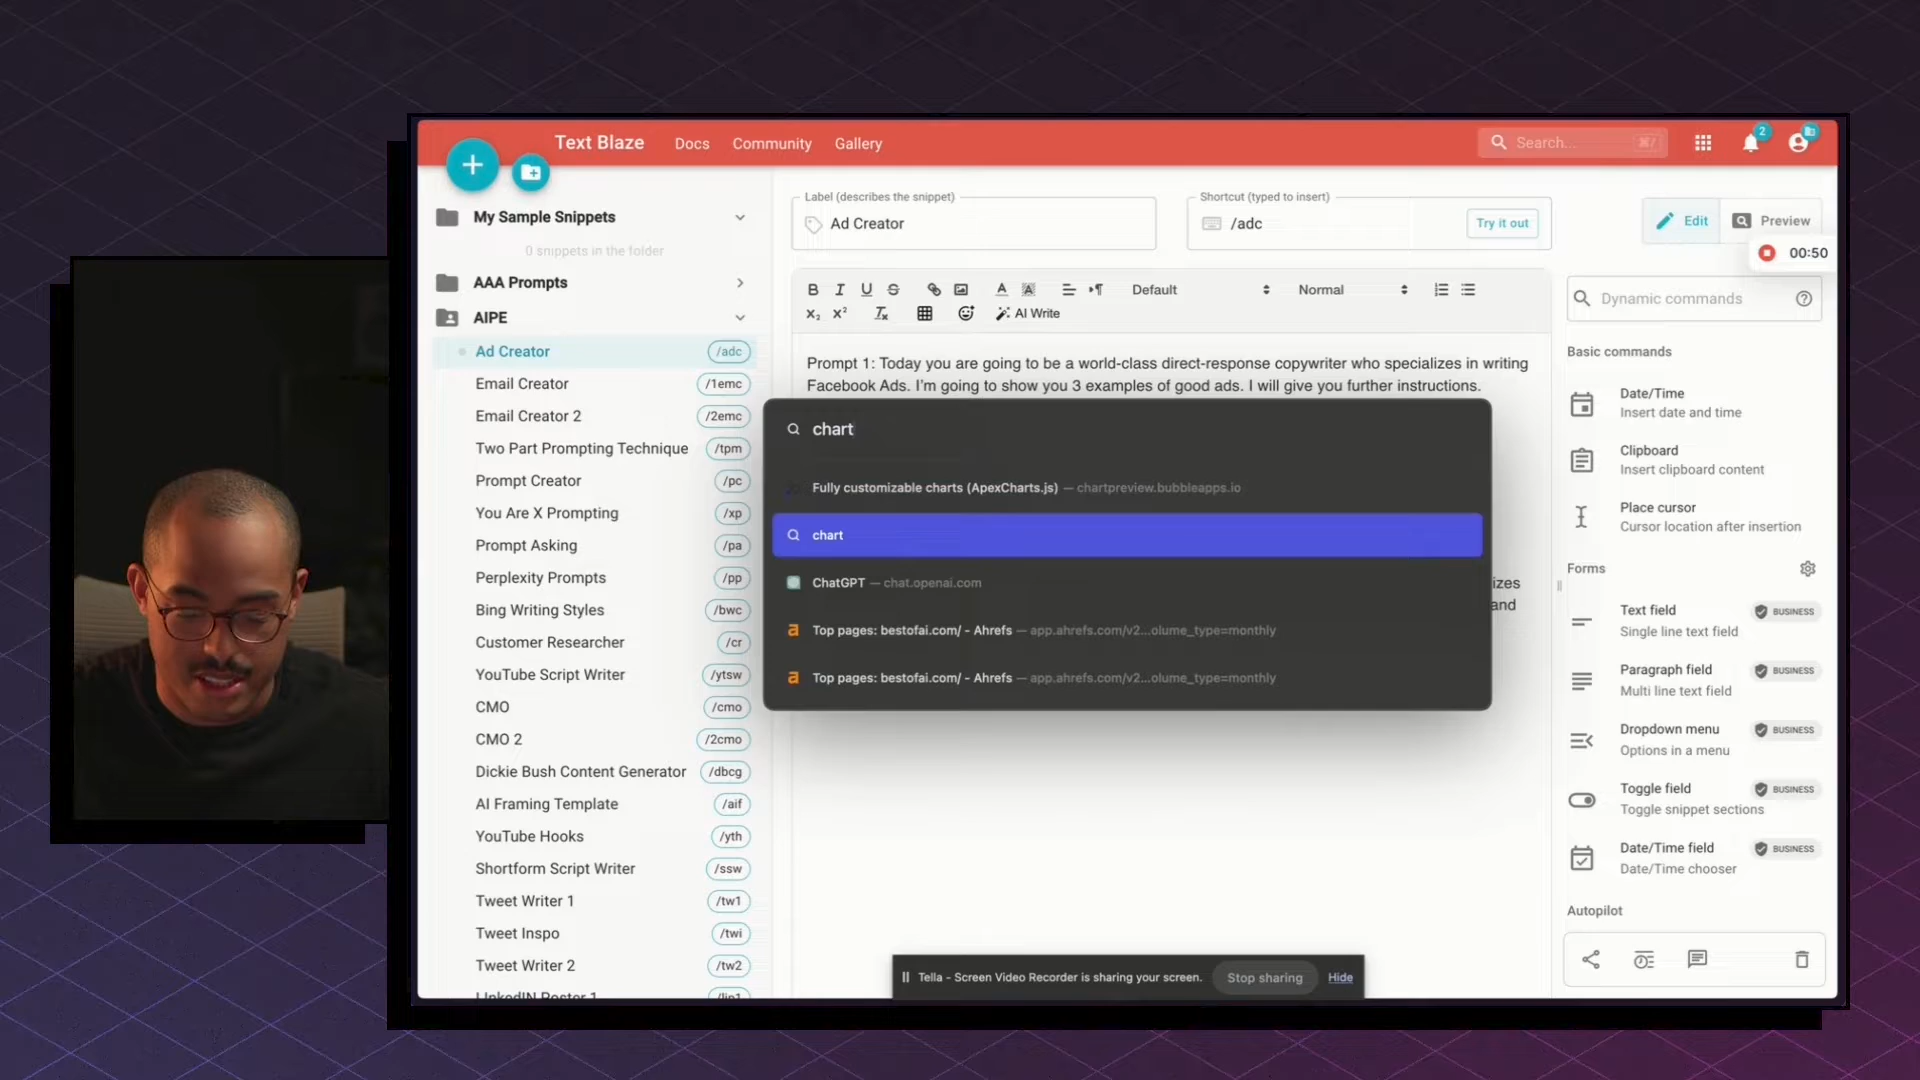 Text Blaze
Docs
Community
Gallery
Search...
⌘/
2
My Sample Snippets
0 snippets in the folder
AAA Prompts
AIPE
Ad Creator /adc
Email Creator /1emc
Email Creator 2 /2emc
Two Part Prompting Technique /tpm
Prompt Creator /pc
You Are X Prompting /xp
Prompt Asking /pa
Perplexity Prompts /pp
Bing Writing Styles /bwc
Customer Researcher /cr
YouTube Script Writer /ytsw
CMO /cmo
CMO 2 /2cmo
Dickie Bush Content Generator /dbcg
AI Framing Template /aif
YouTube Hooks /yth
Shortform Script Writer /ssw
Tweet Writer 1 /tw1
Tweet Inspo /twi
Tweet Writer 2 /tw2
LinkedIN Poster 1 /lip1
Label (describes the snippet)
Ad Creator
Shortcut (typed to insert)
/adc
Try it out
Edit
Preview
00:50
Default
Normal
AI Write
Prompt 1: Today you are going to be a world-class direct-response copywriter who specializes in writing
Facebook Ads. I'm going to show you 3 examples of good ads. I will give you further instructions.
chart
Fully customizable charts (ApexCharts.js) — chartpreview.bubbleapps.io
chart
ChatGPT — chat.openai.com
Top pages: bestofai.com/ - Ahrefs — app.ahrefs.com/v2...olume_type=monthly
Top pages: bestofai.com/ - Ahrefs — app.ahrefs.com/v2...olume_type=monthly
izes
and
Tella - Screen Video Recorder is sharing your screen.
Stop sharing
Hide
Dynamic commands
Basic commands
Date/Time
Insert date and time
Clipboard
Insert clipboard content
Place cursor
Cursor location after insertion
Forms
Text field BUSINESS
Single line text field
Paragraph field BUSINESS
Multi line text field
Dropdown menu BUSINESS
Options in a menu
Toggle field BUSINESS
Toggle snippet sections
Date/Time field BUSINESS
Date/Time chooser
Autopilot